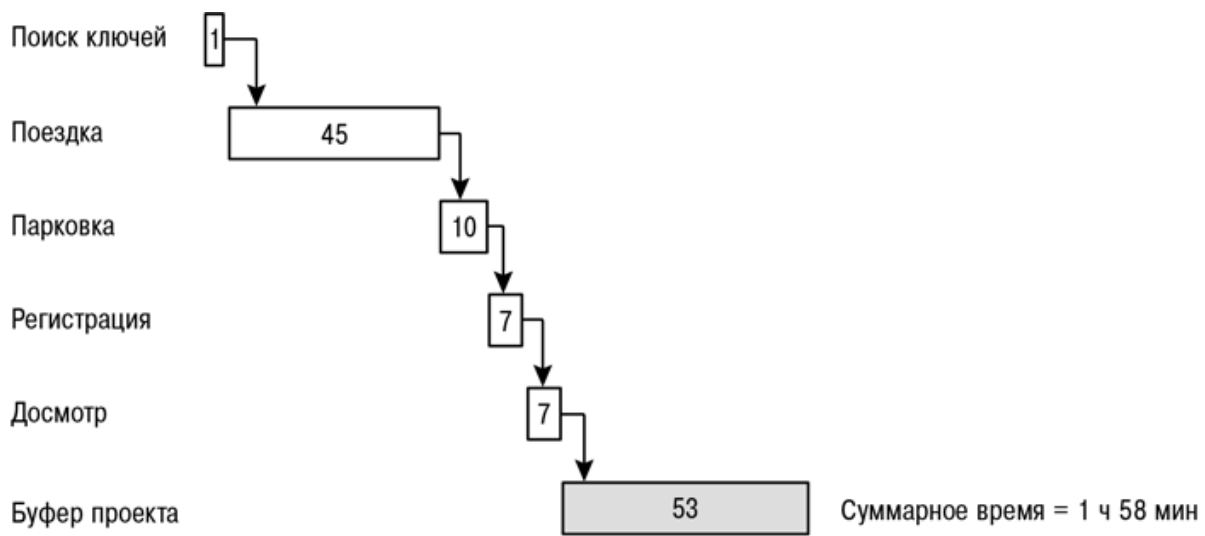 Поиск ключей 1
Поездка 45
Парковка 10
Регистрация 7
Досмотр 7
Буфер проекта 53 Суммарное время = 1 ч 58 мин